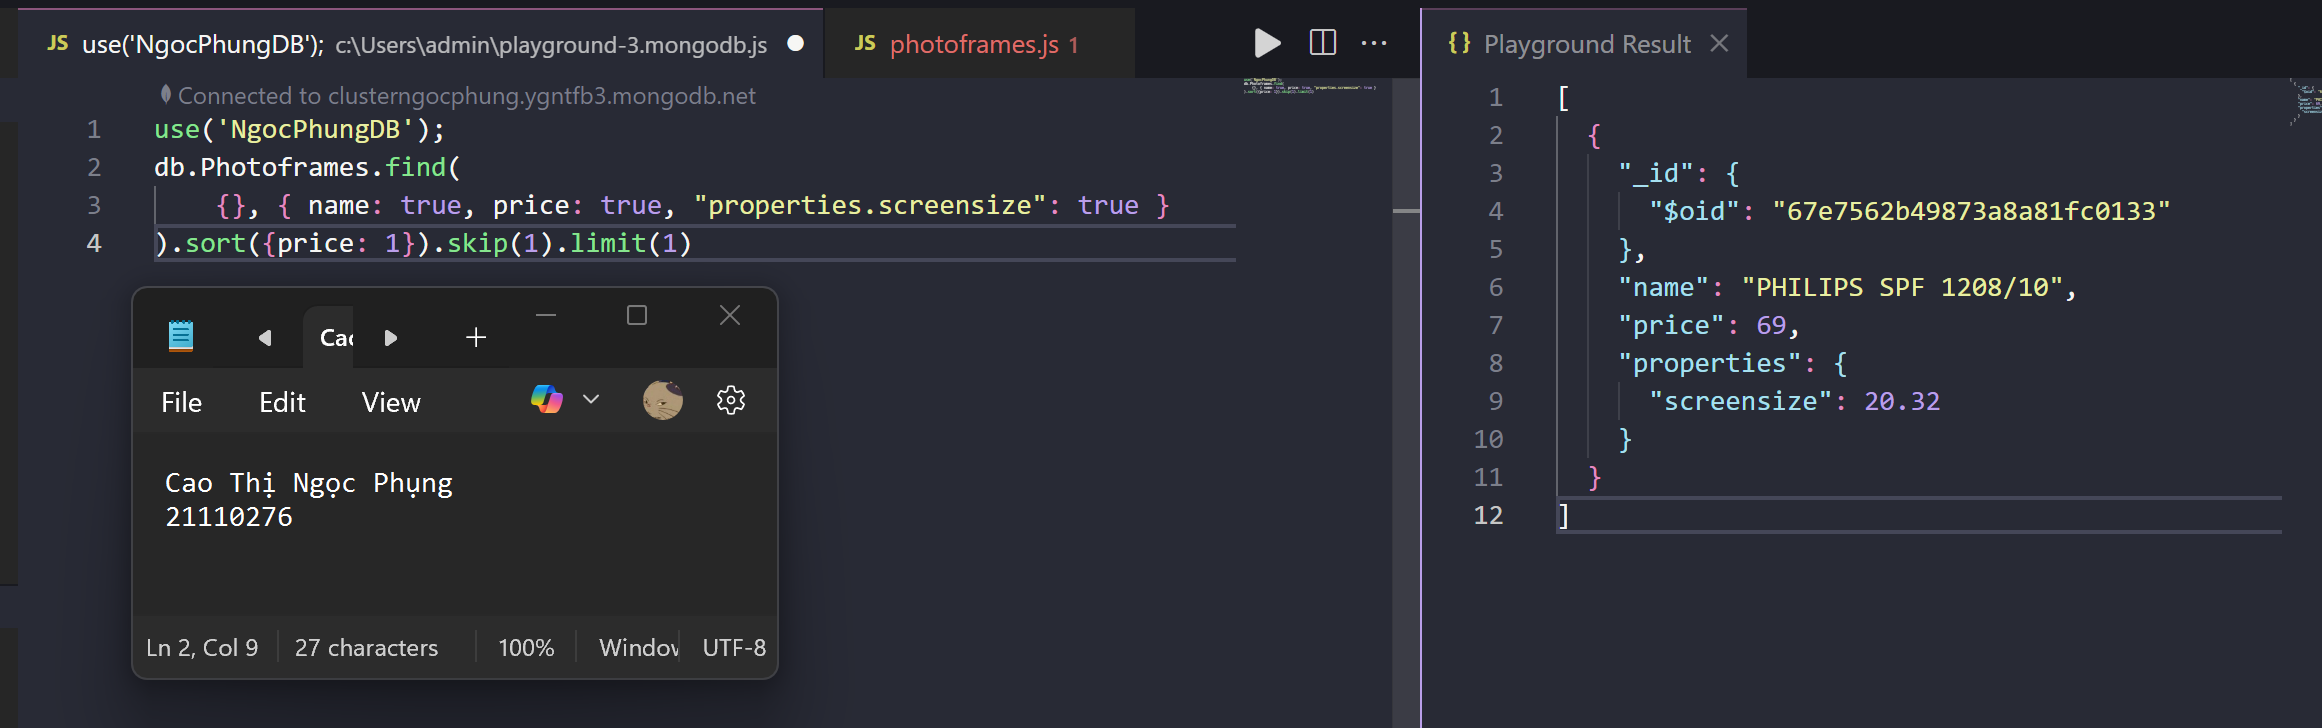 JS use('NgocPhungDB'); c:\Users\admin\playground-3.mongodb.js
JS photoframes.js 1
Connected to clusterngocphung.ygntfb3.mongodb.net
1 use('NgocPhungDB');
2 db.Photoframes.find(
3 {}, { name: true, price: true, "properties.screensize": true }
4 ).sort({price: 1}).skip(1).limit(1)
Cao
File Edit View
Cao Thị Ngọc Phụng
21110276
Ln 2, Col 9 27 characters 100% Window UTF-8
{} Playground Result
1 [
2 {
3 "_id": {
4 "$oid": "67e7562b49873a8a81fc0133"
5 },
6 "name": "PHILIPS SPF 1208/10",
7 "price": 69,
8 "properties": {
9 "screensize": 20.32
10 }
11 }
12 ]